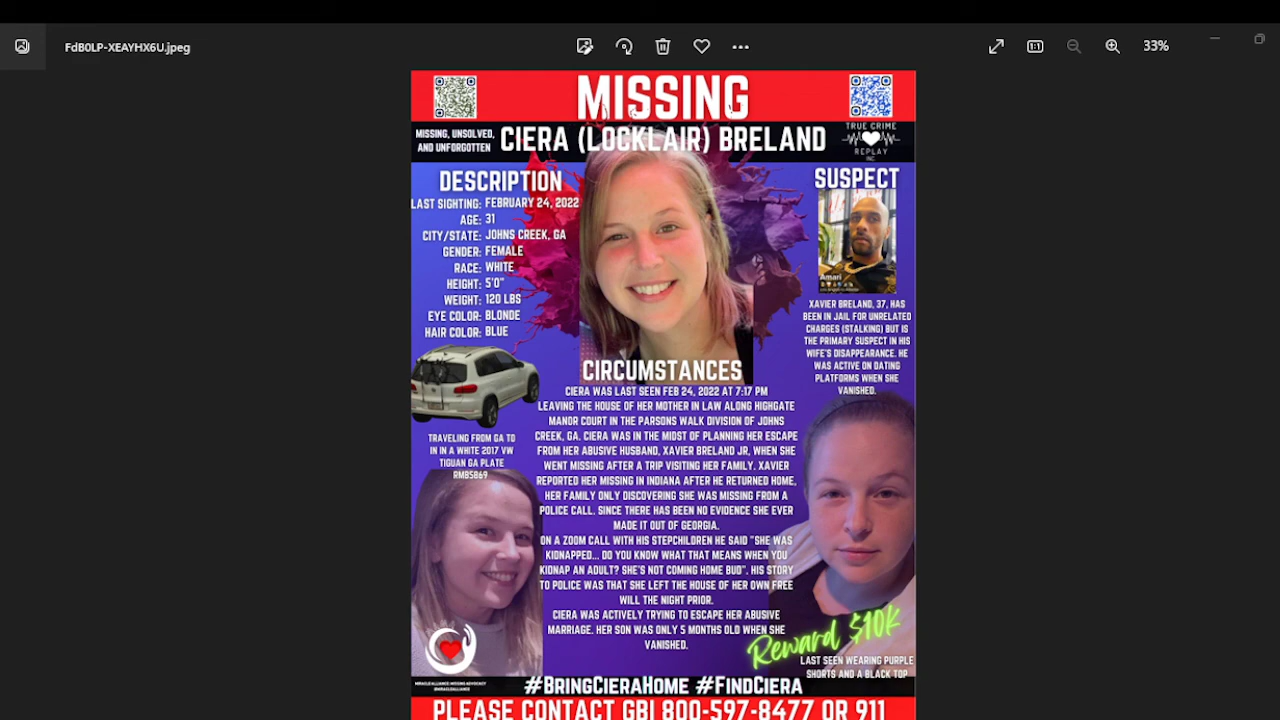 FdB0LP-XEAYHX6U.jpeg
33%
MISSING
MISSING, UNSOLVED,
AND UNFORGOTTEN
CIERA (LOCKLAIR) BRELAND
TRUE CRIME
REPLAY
INC
DESCRIPTION
LAST SIGHTING: FEBRUARY 24, 2022
AGE: 31
CITY/STATE: JOHNS CREEK, GA
GENDER: FEMALE
RACE: WHITE
HEIGHT: 5'0"
WEIGHT: 120 LBS
EYE COLOR: BLONDE
HAIR COLOR: BLUE
TRAVELING FROM GA TO
IN IN A WHITE 2017 VW
TIGUAN GA PLATE
RMB5869
SUSPECT
Amari
XAVIER BRELAND, 37, HAS
BEEN IN JAIL FOR UNRELATED
CHARGES (STALKING) BUT IS
THE PRIMARY SUSPECT IN HIS
WIFE'S DISAPPEARANCE. HE
WAS ACTIVE ON DATING
PLATFORMS WHEN SHE
VANISHED.
CIRCUMSTANCES
CIERA WAS LAST SEEN FEB 24, 2022 AT 7:17 PM
LEAVING THE HOUSE OF HER MOTHER IN LAW ALONG HIGHGATE
MANOR COURT IN THE PARSONS WALK DIVISION OF JOHNS
CREEK, GA. CIERA WAS IN THE MIDST OF PLANNING HER ESCAPE
FROM HER ABUSIVE HUSBAND, XAVIER BRELAND JR, WHEN SHE
WENT MISSING AFTER A TRIP VISITING HER FAMILY. XAVIER
REPORTED HER MISSING IN INDIANA AFTER HE RETURNED HOME,
HER FAMILY ONLY DISCOVERING SHE WAS MISSING FROM A
POLICE CALL. SINCE THERE HAS BEEN NO EVIDENCE SHE EVER
MADE IT OUT OF GEORGIA.
ON A ZOOM CALL WITH HIS STEPCHILDREN HE SAID "SHE WAS
KIDNAPPED... DO YOU KNOW WHAT THAT MEANS WHEN YOU
KIDNAP AN ADULT? SHE'S NOT COMING HOME BUD". HIS STORY
TO POLICE WAS THAT SHE LEFT THE HOUSE OF HER OWN FREE
WILL THE NIGHT PRIOR.
CIERA WAS ACTIVELY TRYING TO ESCAPE HER ABUSIVE
MARRIAGE. HER SON WAS ONLY 5 MONTHS OLD WHEN SHE
VANISHED.
Reward $10K
LAST SEEN WEARING PURPLE
SHORTS AND A BLACK TOP
#BRINGCIERAHOME #FINDCIERA
PLEASE CONTACT GBI 800-597-8477 OR 911